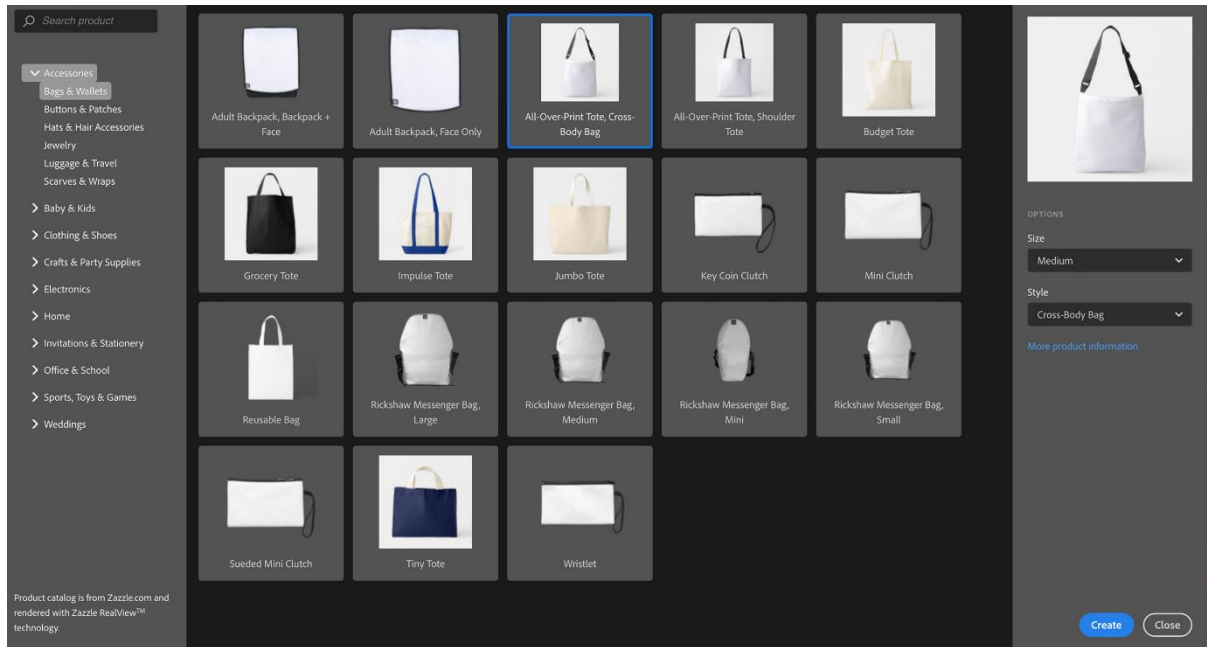 Search product
Accessories
Bags & Wallets
Buttons & Patches
Hats & Hair Accessories
Jewelry
Luggage & Travel
Scarves & Wraps
Baby & Kids
Clothing & Shoes
Crafts & Party Supplies
Electronics
Home
Invitations & Stationery
Office & School
Sports, Toys & Games
Weddings
Product catalog is from Zazzle.com and
rendered with Zazzle RealView™
technology.
Adult Backpack, Backpack +
Face
Adult Backpack, Face Only
All-Over-Print Tote, Cross-
Body Bag
All-Over-Print Tote, Shoulder
Tote
Budget Tote
Grocery Tote
Impulse Tote
Jumbo Tote
Key Coin Clutch
Mini Clutch
Reusable Bag
Rickshaw Messenger Bag,
Large
Rickshaw Messenger Bag,
Medium
Rickshaw Messenger Bag,
Mini
Rickshaw Messenger Bag,
Small
Sueded Mini Clutch
Tiny Tote
Wristlet
OPTIONS
Size
Medium
Style
Cross-Body Bag
More product information
Create
Close